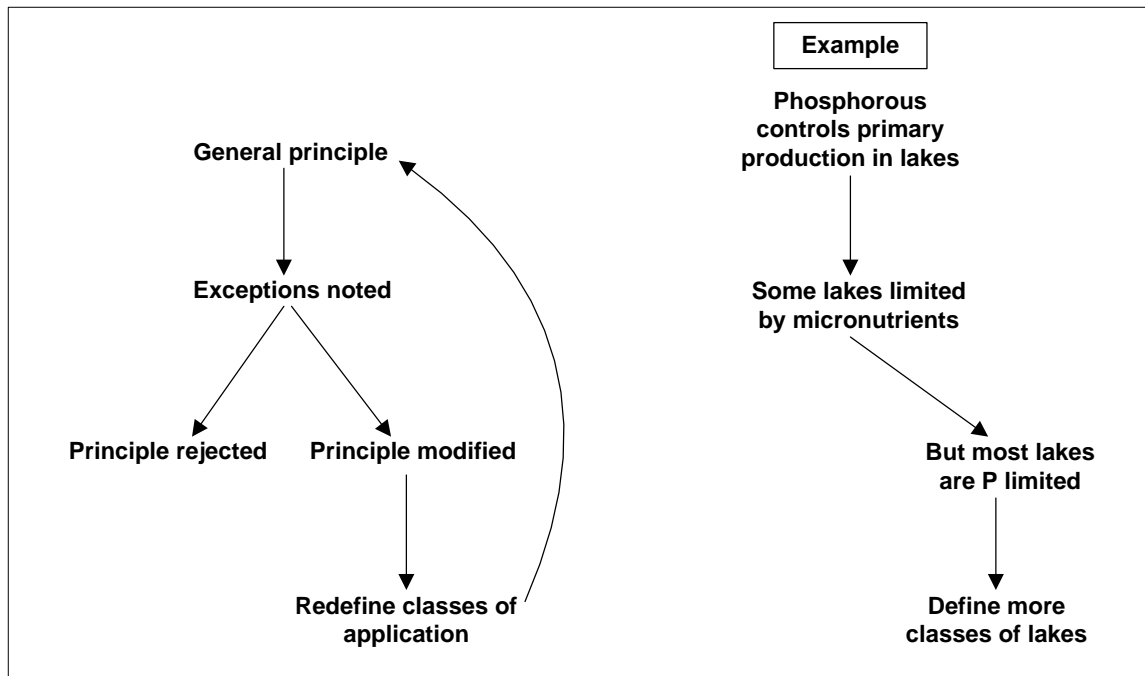 General principle
Exceptions noted
Principle rejected
Principle modified
Redefine classes of
application
Example
Phosphorous
controls primary
production in lakes
Some lakes limited
by micronutrients
But most lakes
are P limited
Define more
classes of lakes